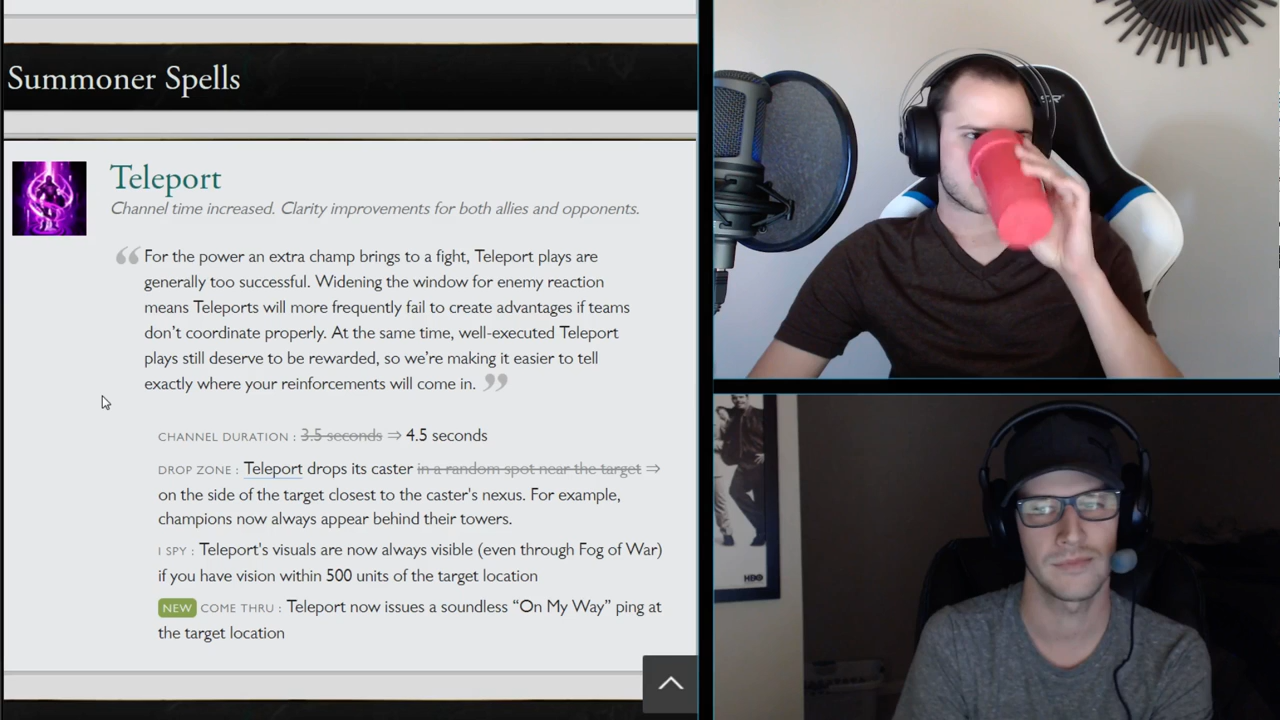 Summoner Spells
Teleport
Channel time increased. Clarity improvements for both allies and opponents.
“ For the power an extra champ brings to a fight, Teleport plays are
generally too successful. Widening the window for enemy reaction
means Teleports will more frequently fail to create advantages if teams
don’t coordinate properly. At the same time, well-executed Teleport
plays still deserve to be rewarded, so we’re making it easier to tell
exactly where your reinforcements will come in. ”
CHANNEL DURATION : 3.5 seconds ⇒ 4.5 seconds
DROP ZONE : Teleport drops its caster in a random spot near the target ⇒
on the side of the target closest to the caster's nexus. For example,
champions now always appear behind their towers.
I SPY : Teleport's visuals are now always visible (even through Fog of War)
if you have vision within 500 units of the target location
NEW COME THRU : Teleport now issues a soundless “On My Way” ping at
the target location
HBO